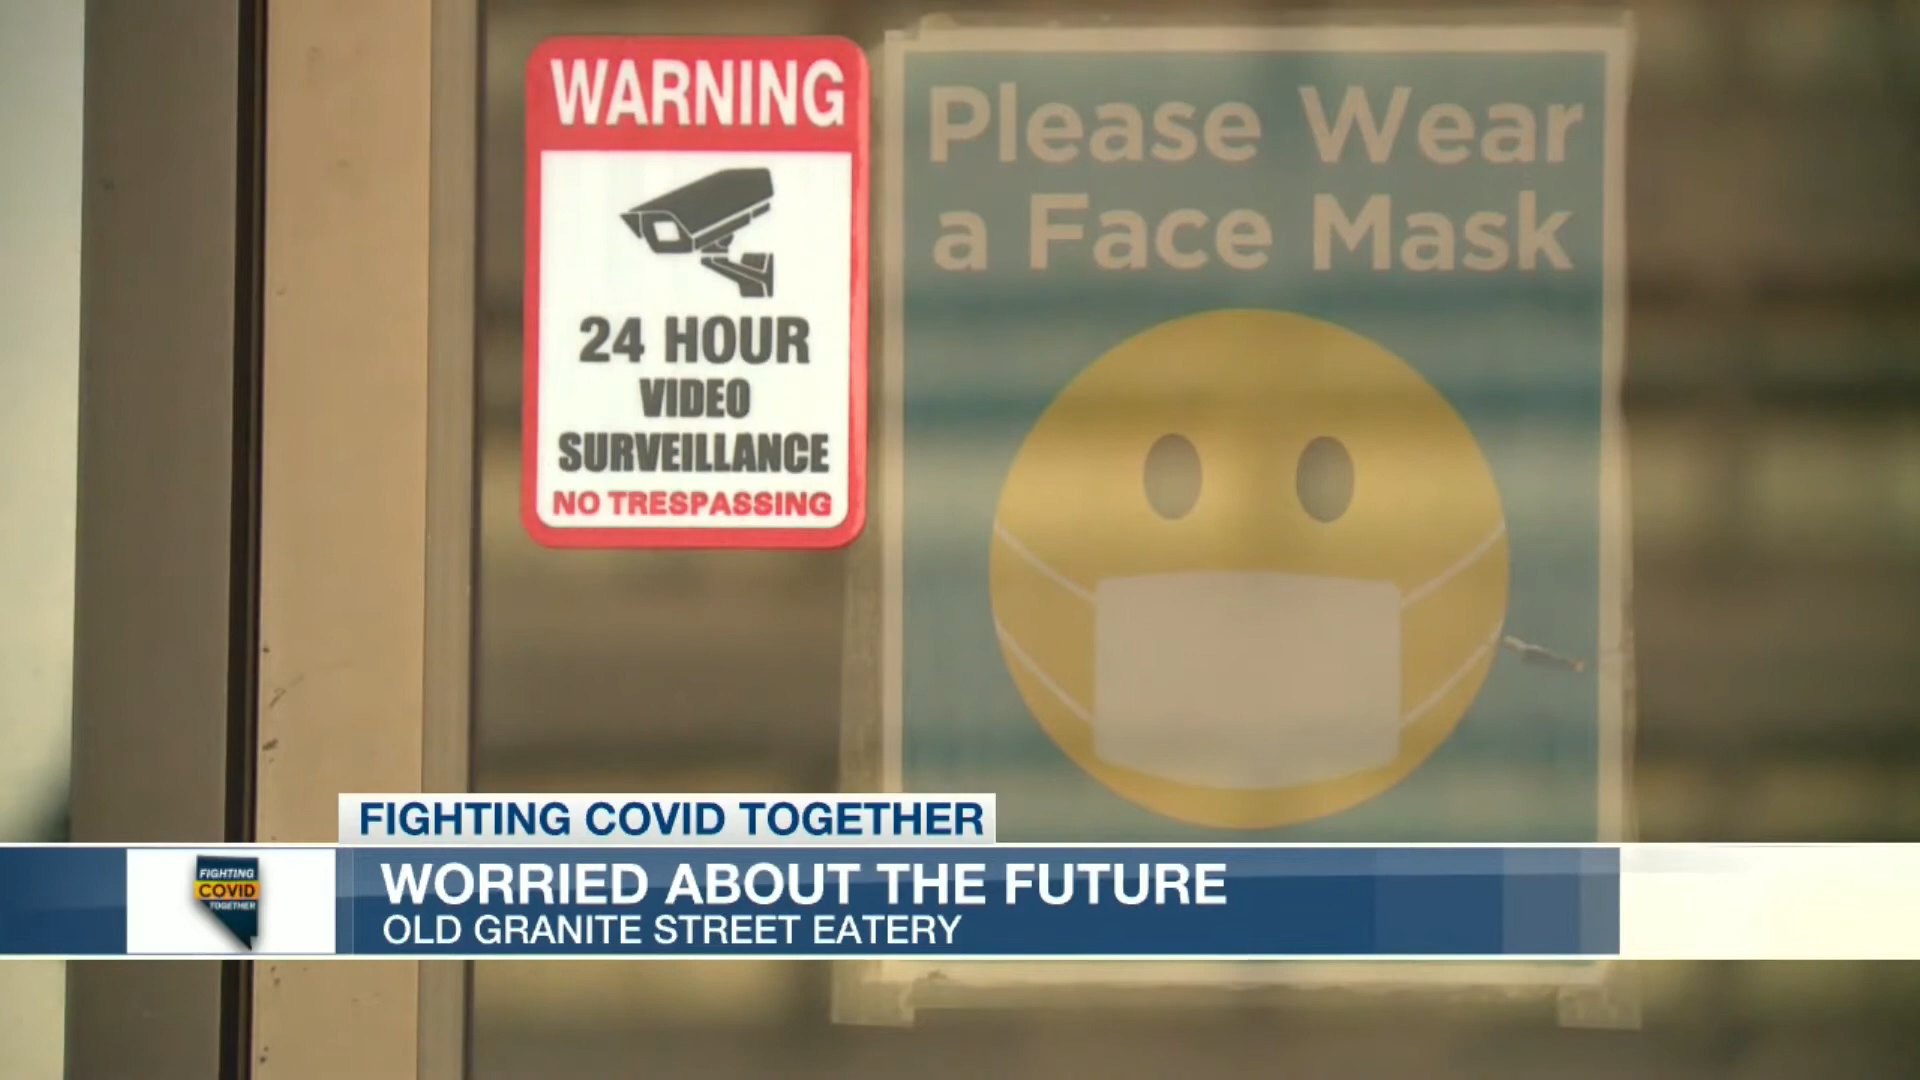 WARNING
24 HOUR
VIDEO
SURVEILLANCE
NO TRESPASSING
Please Wear
a Face Mask
FIGHTING COVID TOGETHER
WORRIED ABOUT THE FUTURE
OLD GRANITE STREET EATERY
FIGHTING
COVID
TOGETHER